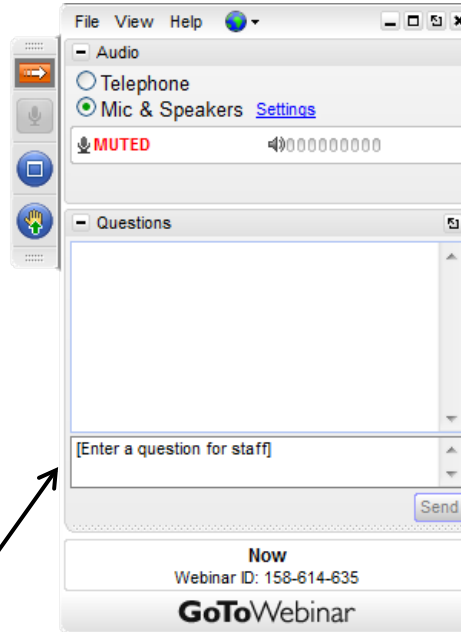 File View Help
Audio
Telephone
Mic & Speakers Settings
MUTED
Questions
[Enter a question for staff]
Send
Now
Webinar ID: 158-614-635
GoToWebinar